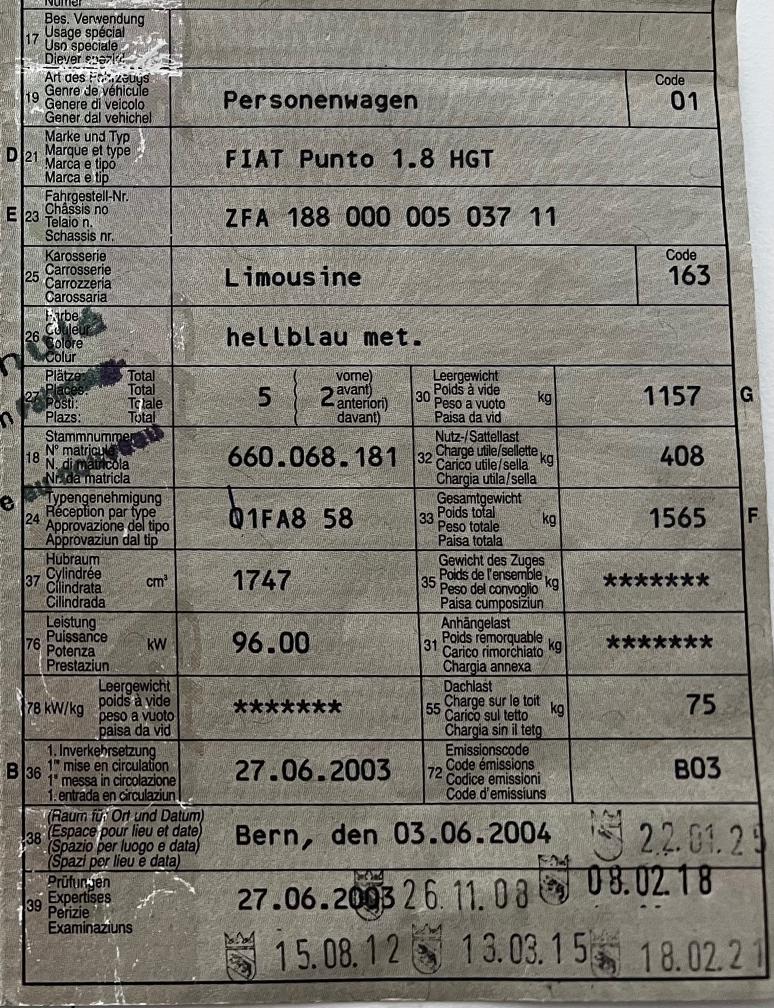 Bes. Verwendung
17 Usage spécial
Uso speciale
Diever spezial
Art des Fahrzeugs
19 Genre de véhicule Personenwagen Code 01
Genere di veicolo
Gener dal vehichel
Marke und Typ
D 21 Marque et type FIAT Punto 1.8 HGT
Marca e tipo
Marca e tip
Fahrgestell-Nr.
E 23 Châssis no ZFA 188 000 005 037 11
Telaio n.
Schassis nr.
Karosserie
25 Carrosserie Limousine Code 163
Carrozzeria
Carossaria
Farbe
26 Couleur hellblau met.
Colore
Colur
27 Plätze: Total 5 ( 2 vorne)
Places: Total avant)
Posti: Totale anteriori)
Plazs: Total davant)
30 Leergewicht kg 1157 G
Poids à vide
Peso a vuoto
Paisa da vid
18 Stammnummer 660.068.181
N° matricule
N. di matricola
Nr. da matricla
32 Nutz-/Sattellast kg 408
Charge utile/sellette
Carico utile/sella
Chargia utila/sella
24 Typengenehmigung 01FA8 58
Réception par type
Approvazione del tipo
Approvaziun dal tip
33 Gesamtgewicht kg 1565 F
Poids total
Peso totale
Paisa totala
37 Hubraum cm³ 1747
Cylindrée
Cilindrata
Cilindrada
35 Gewicht des Zuges kg *******
Poids de l'ensemble
Peso del convoglio
Paisa cumposiziun
76 Leistung kW 96.00
Puissance
Potenza
Prestaziun
31 Anhängelast kg *******
Poids remorquable
Carico rimorchiato
Chargia annexa
78 kW/kg Leergewicht *******
poids à vide
peso a vuoto
paisa da vid
55 Dachlast kg 75
Charge sur le toit
Carico sul tetto
Chargia sin il tetg
B 36 1. Inverkehrsetzung 27.06.2003
1re mise en circulation
1a messa in circolazione
1. entrada en circulaziun
72 Emissionscode B03
Code émissions
Codice emissioni
Code d'emissiuns
38 (Raum für Ort und Datum) Bern, den 03.06.2004 22.01.25
(Espace pour lieu et date)
(Spazio per luogo e data)
(Spazi per lieu e data)
39 Prüfungen 27.06.2003 26.11.08 08.02.18
Expertises
Perizie
Examinaziuns
15.08.12 13.03.15 18.02.21